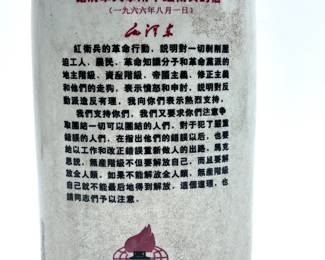 （一九六六年八月一日）
毛泽东
紅衛兵的革命行動，説明對一切剝削壓
迫工人、農民、革命知識分子和革命黨派的
地主階級、資產階級、帝國主義、修正主義
和他們的走狗，表示憤怒和申討，説明對反
動派造反有理，我向你們表示熱烈支持，
我們支持你們，我們又要求你們注意爭
取團結一切可以團結的人們，對于犯了嚴重
錯誤的人們，在指出他們的錯誤以后，也要
給以工作和改正錯誤重新做人的出路，馬克
思説，無產階級不但要解放自己，而且要解
放全人類，如果不能解放全人類，無產階級
自己就不能最后地得到解放，這個道理，也
請同志們予以注意。